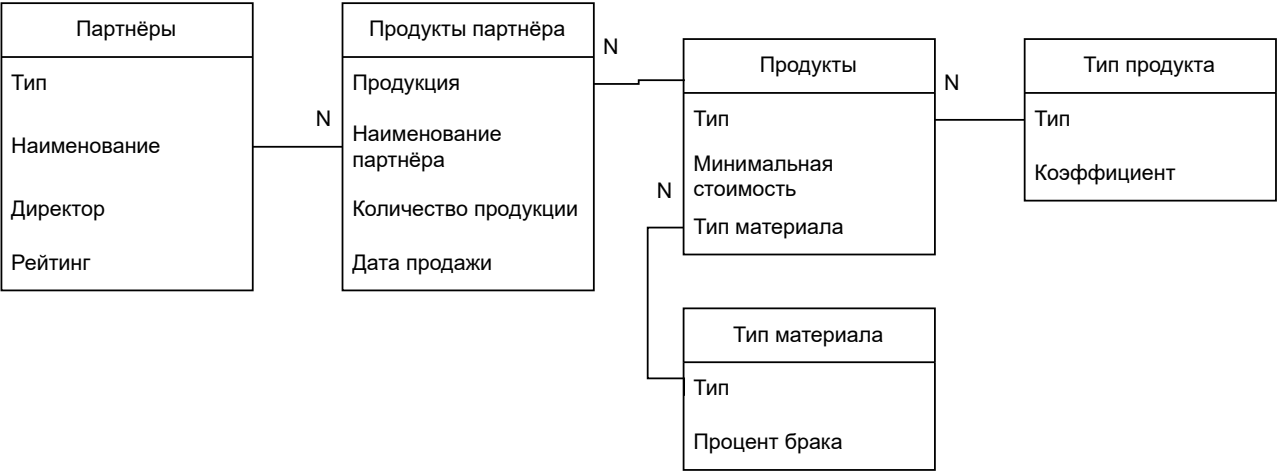 Партнёры
Тип
Наименование
Директор
Рейтинг
N
Продукты партнёра
Продукция
Наименование
партнёра
Количество продукции
Дата продажи
N
Продукты
Тип
Минимальная
стоимость
Тип материала
N
N
Тип продукта
Тип
Коэффициент
Тип материала
Тип
Процент брака